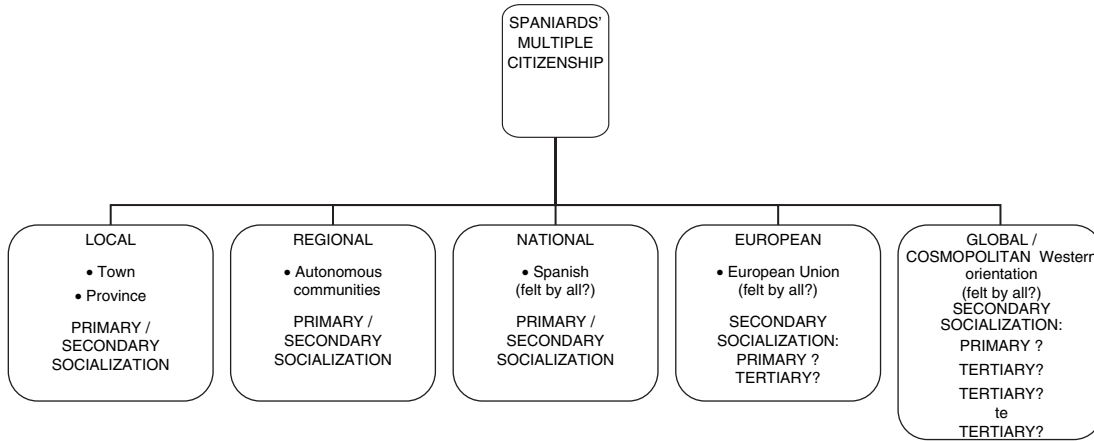 SPANIARDS'
MULTIPLE
CITIZENSHIP
LOCAL
• Town
• Province
PRIMARY /
SECONDARY
SOCIALIZATION
REGIONAL
• Autonomous
communities
PRIMARY /
SECONDARY
SOCIALIZATION
NATIONAL
• Spanish
(felt by all?)
PRIMARY /
SECONDARY
SOCIALIZATION
EUROPEAN
• European Union
(felt by all?)
SECONDARY
SOCIALIZATION:
PRIMARY ?
TERTIARY?
GLOBAL /
COSMOPOLITAN Western
orientation
(felt by all?)
SECONDARY
SOCIALIZATION:
PRIMARY ?
TERTIARY?
TERTIARY?
te
TERTIARY?